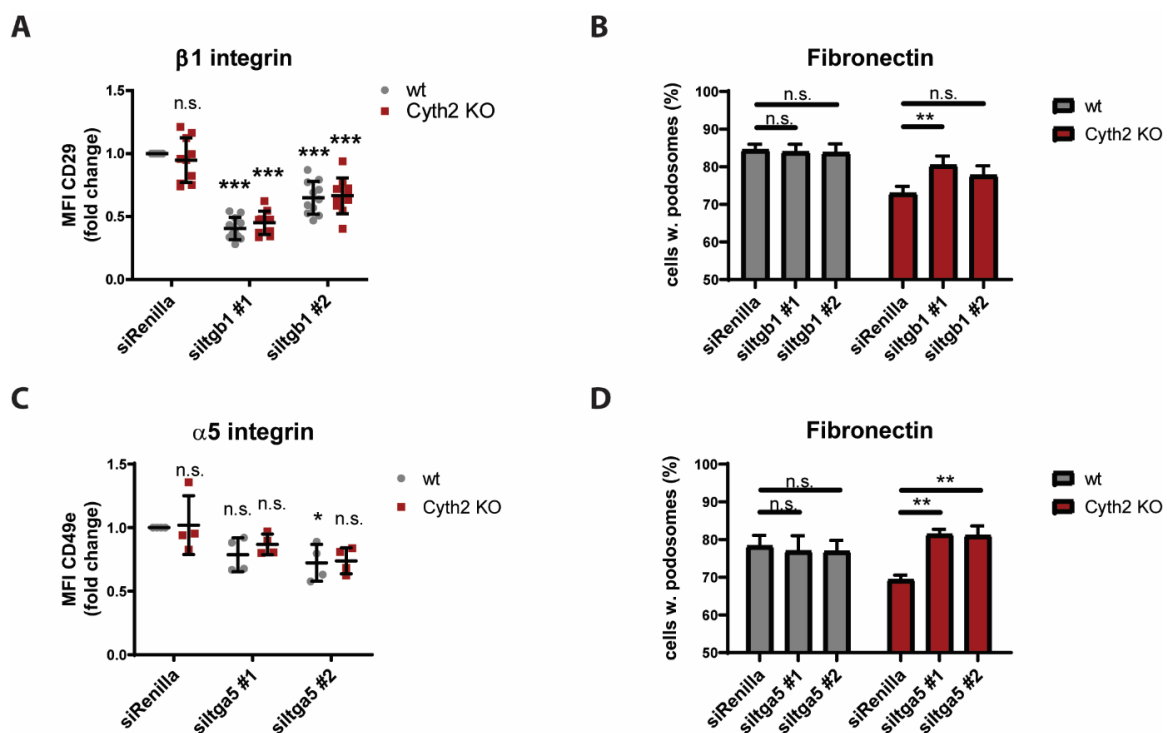 A
β1 integrin
1.5
1.0
0.5
0.0
MFI CD29
(fold change)
n.s.
***
***
***
***
wt
Cyth2 KO
siRenilla
siItgb1 #1
siItgb1 #2
B
Fibronectin
100
90
80
70
60
50
cells w. podosomes (%)
n.s.
n.s.
n.s.
**
wt
Cyth2 KO
siRenilla
siItgb1 #1
siItgb1 #2
siRenilla
siItgb1 #1
siItgb1 #2
C
α5 integrin
1.5
1.0
0.5
0.0
MFI CD49e
(fold change)
n.s.
n.s.
n.s.
*
n.s.
wt
Cyth2 KO
siRenilla
siItga5 #1
siItga5 #2
D
Fibronectin
100
90
80
70
60
50
cells w. podosomes (%)
n.s.
n.s.
**
**
wt
Cyth2 KO
siRenilla
siItga5 #1
siItga5 #2
siRenilla
siItga5 #1
siItga5 #2